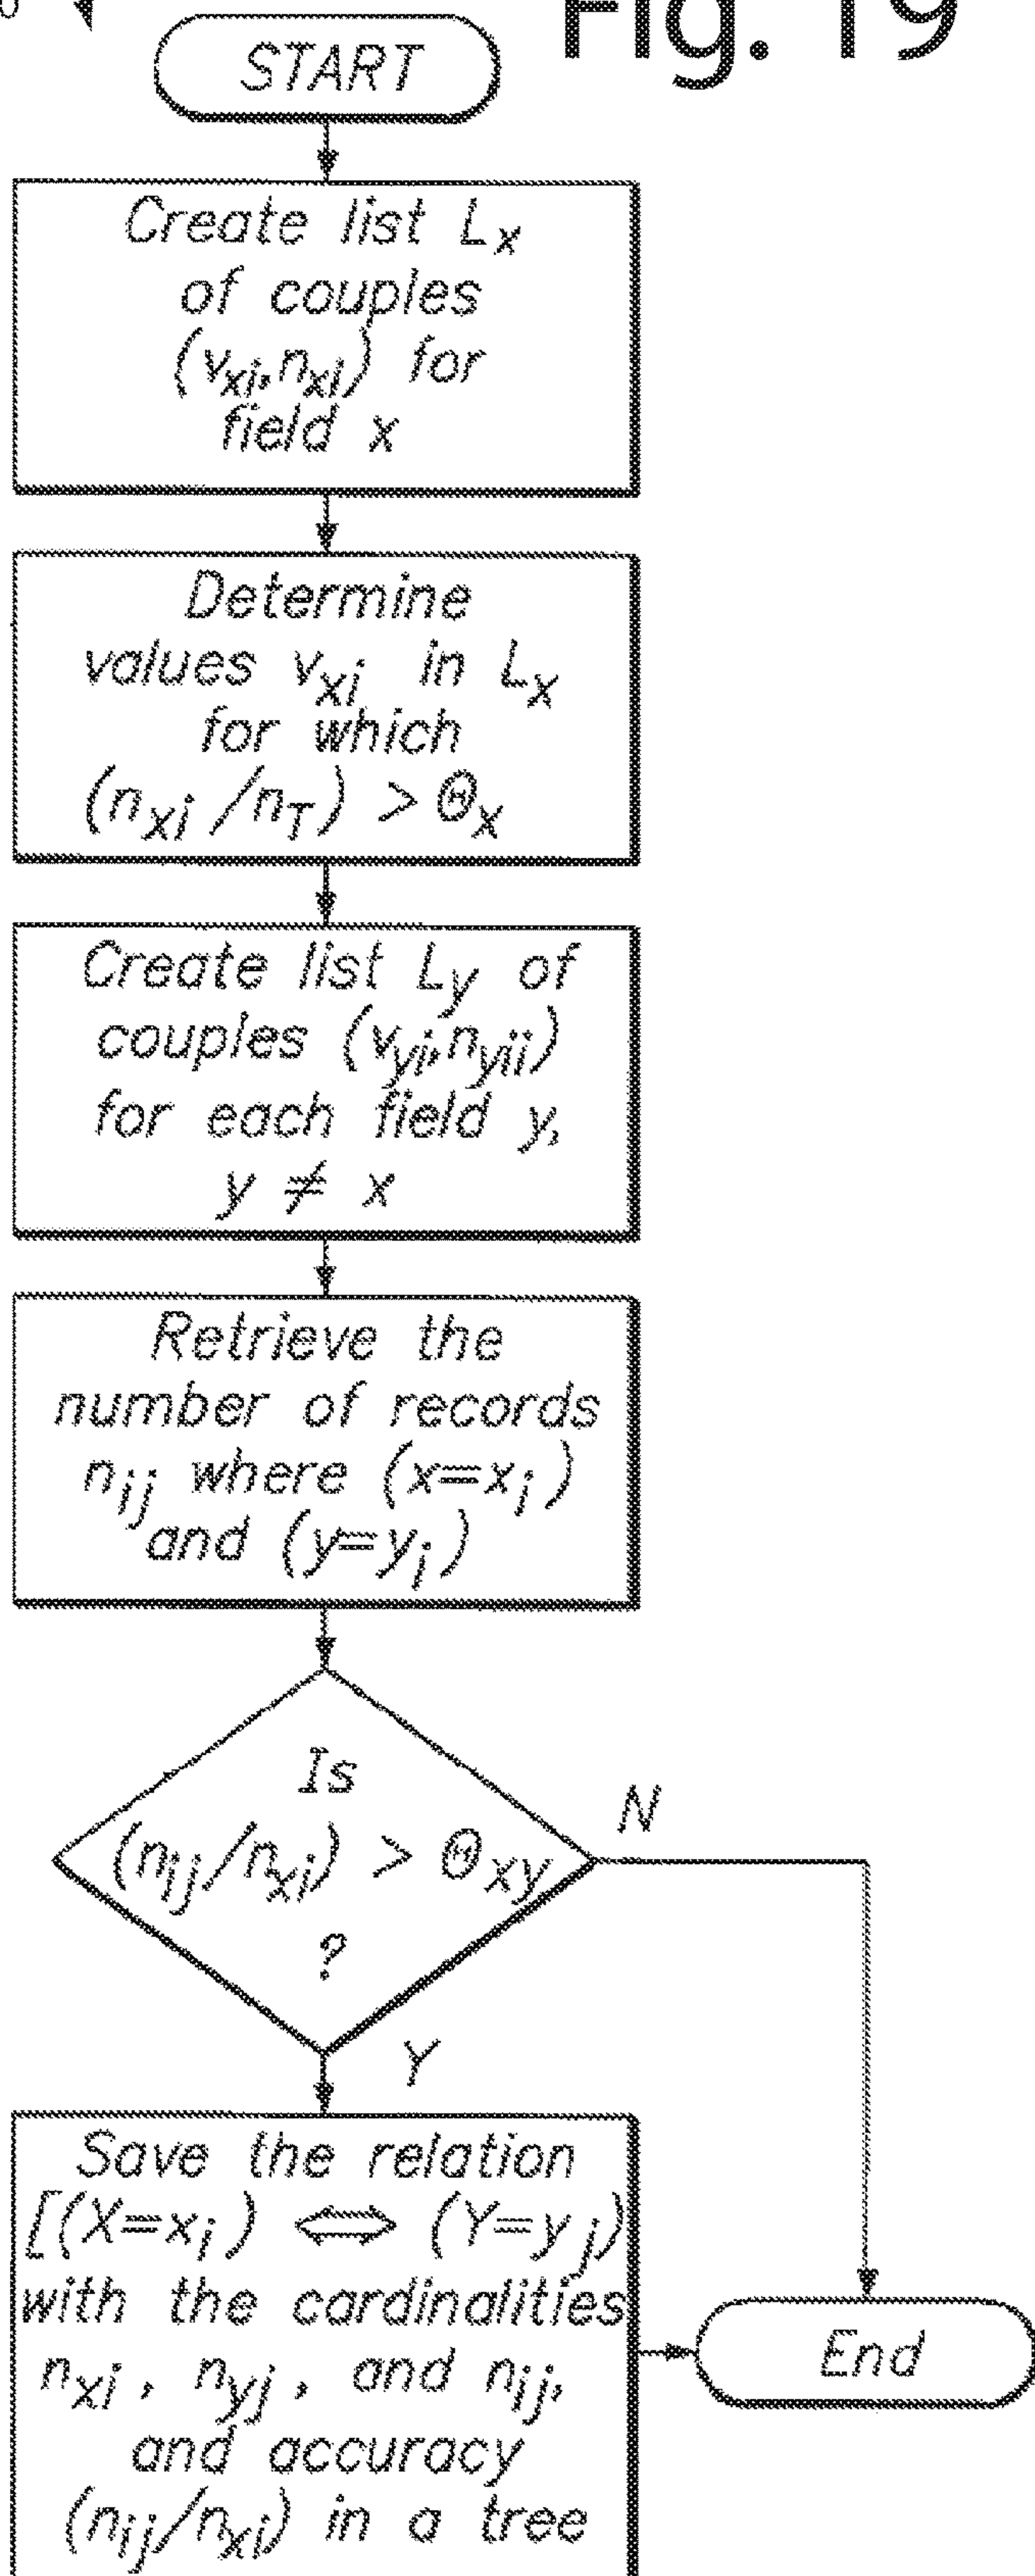 Fig. 19
START
Create list Lx
of couples
(vxi,nxi) for
field x
Determine
values vxi in Lx
for which
(nxi /nT) > Θx
Create list Ly of
couples (vyi,nyii)
for each field y,
y ≠ x
Retrieve the
number of records
nij where (x=xi)
and (y=yi)
Is
(nij/nxi) > Θxy
?
N
Y
Save the relation
[(X=xi) ⇔ (Y=yj)
with the cardinalities
nxi, nyj, and nij,
and accuracy
(nij/nxi) in a tree
End